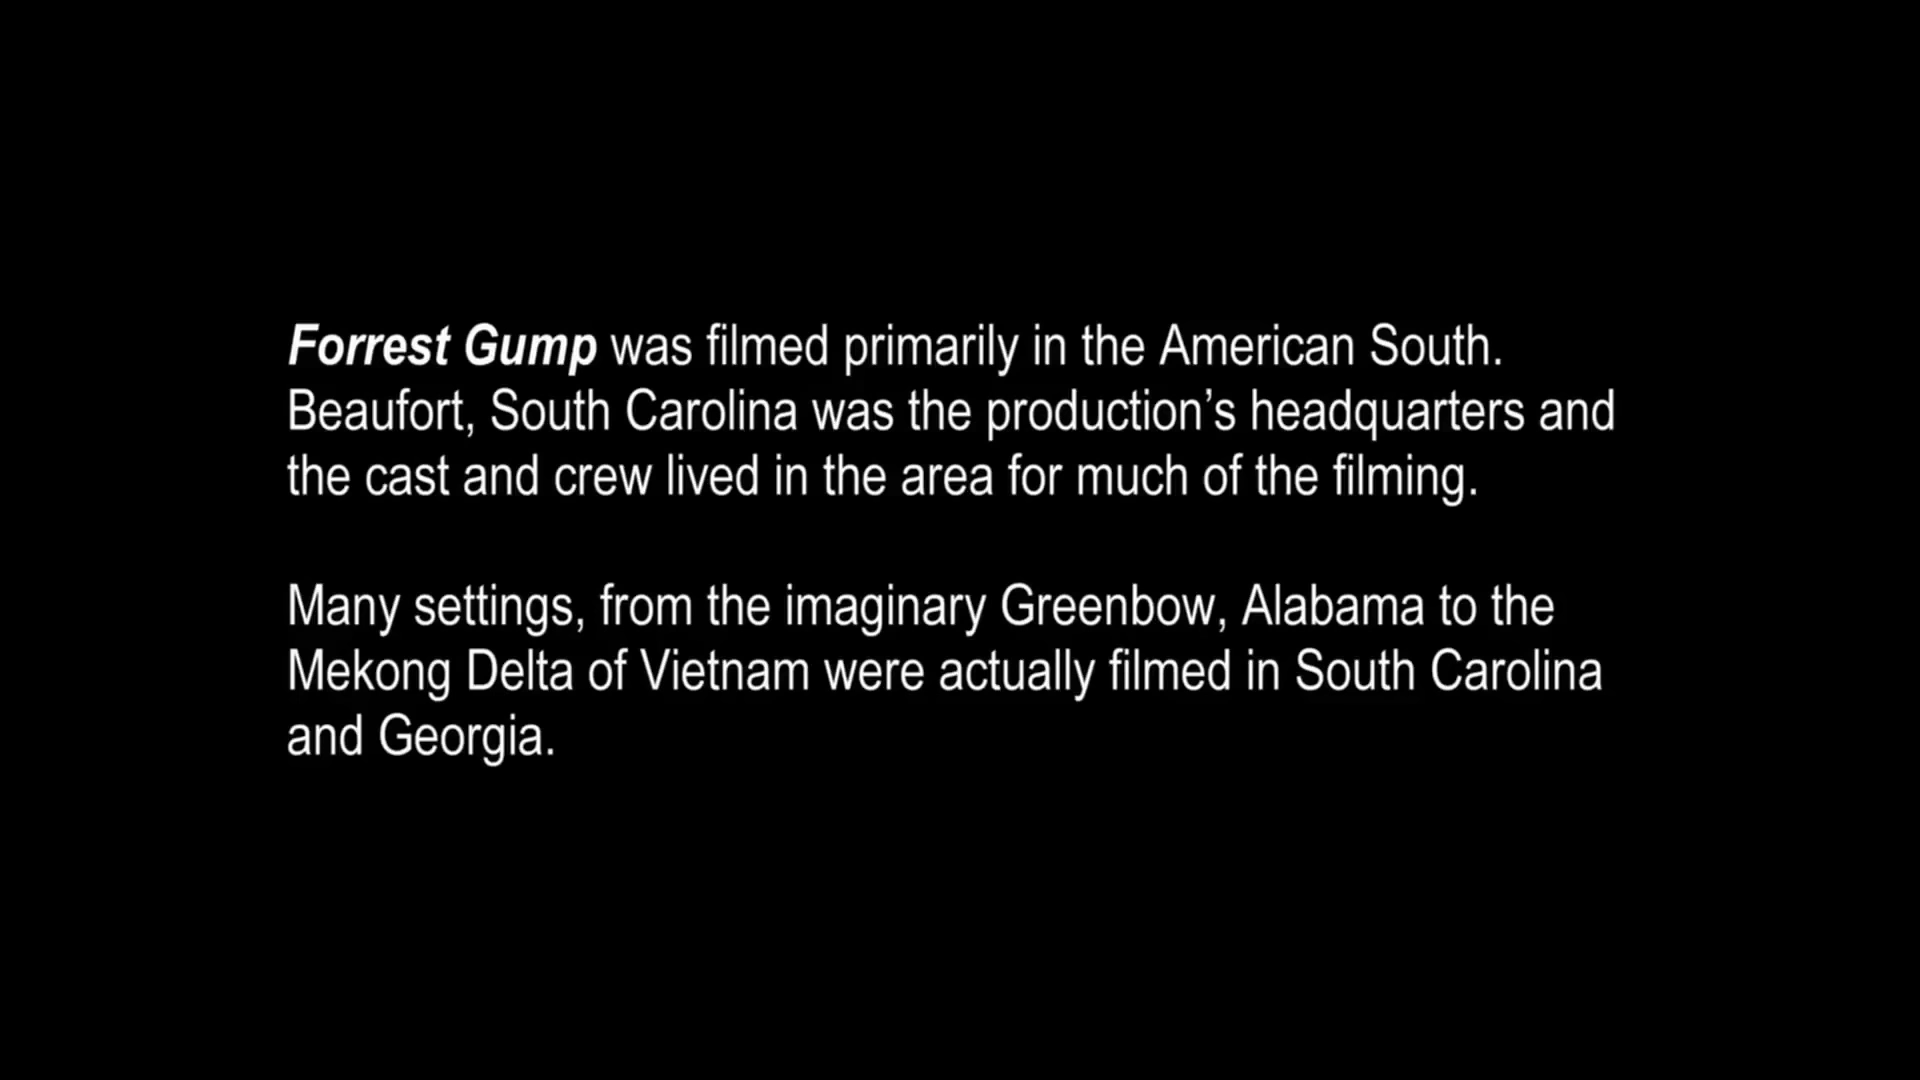 Forrest Gump was filmed primarily in the American South.
Beaufort, South Carolina was the production’s headquarters and
the cast and crew lived in the area for much of the filming.
Many settings, from the imaginary Greenbow, Alabama to the
Mekong Delta of Vietnam were actually filmed in South Carolina
and Georgia.